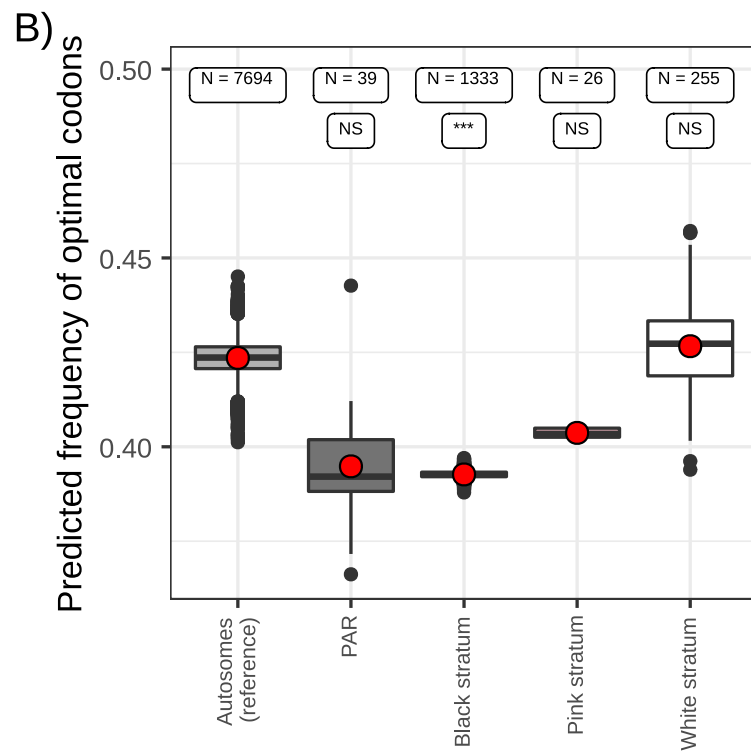 B)
Predicted frequency of optimal codons
0.50
0.45
0.40
N = 7694
N = 39
N = 1333
N = 26
N = 255
NS
***
NS
NS
Autosomes
(reference)
PAR
Black stratum
Pink stratum
White stratum